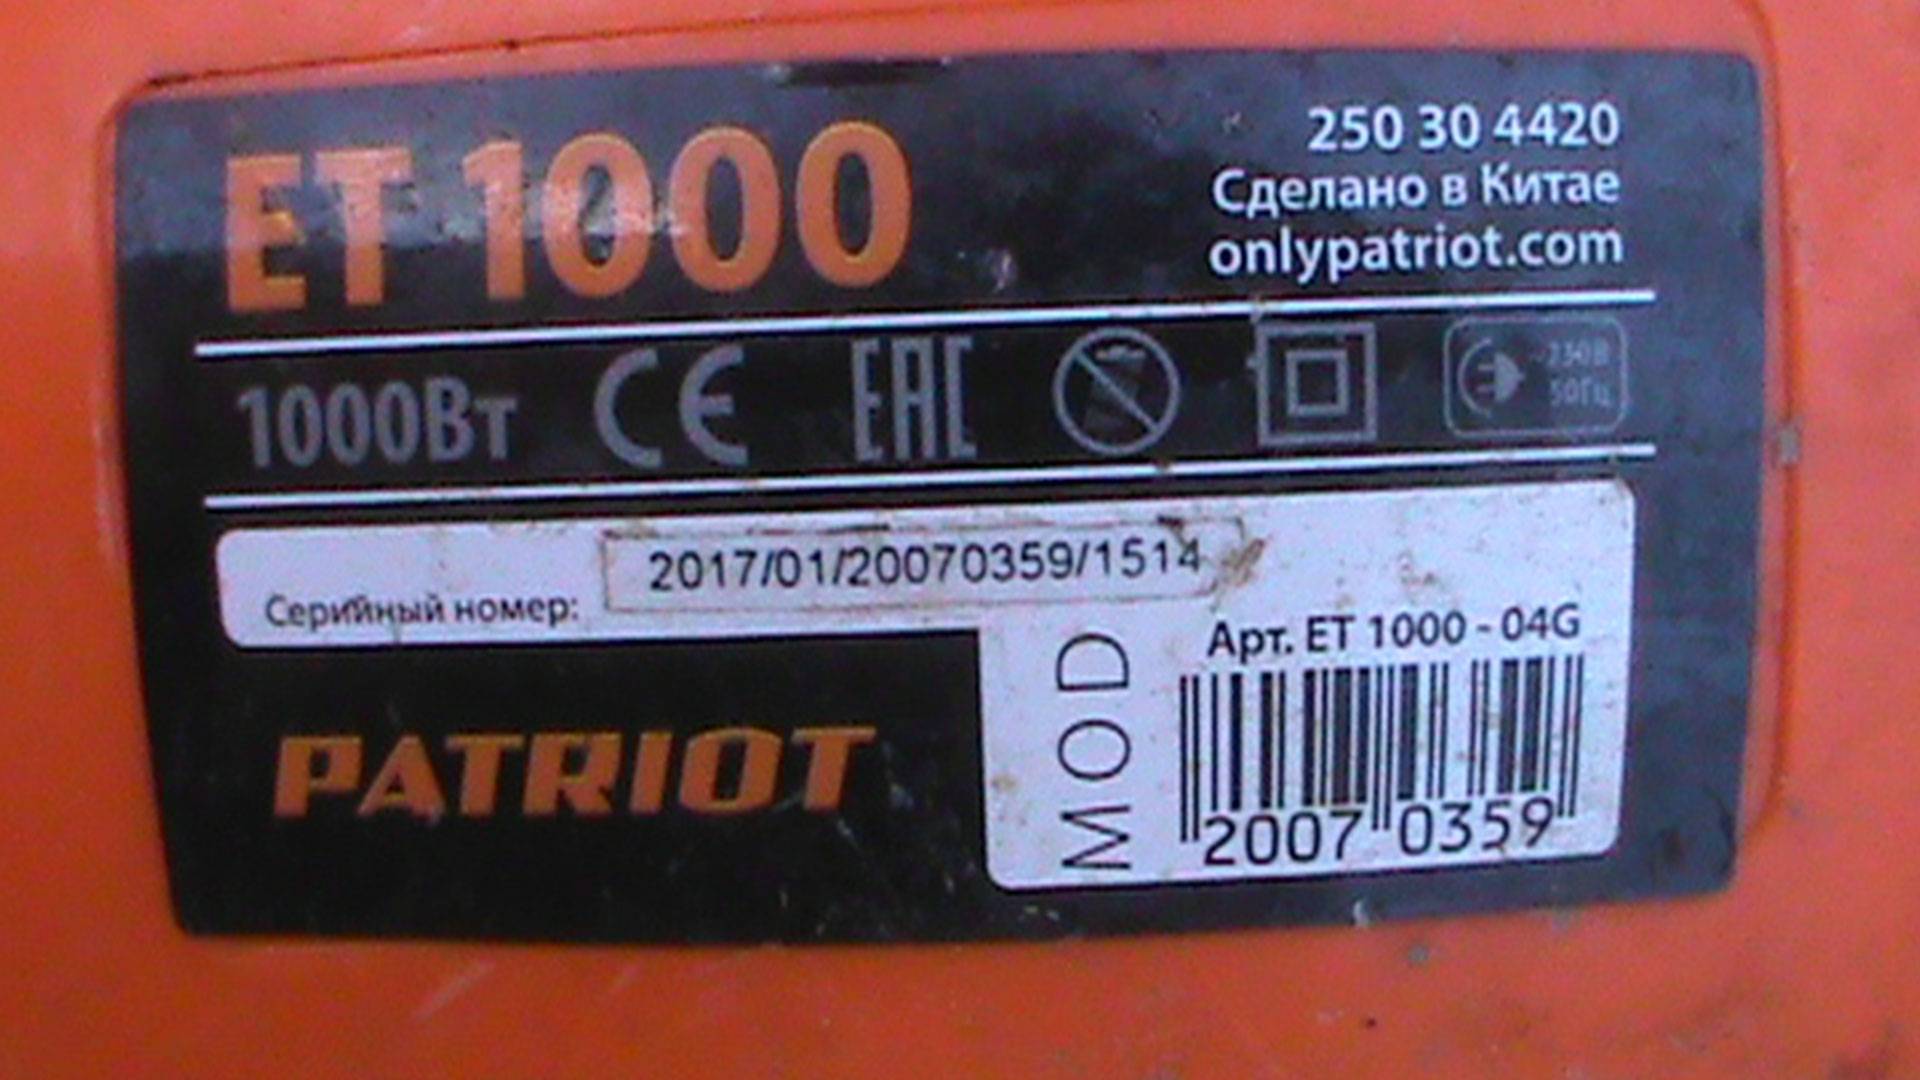 ET 1000
250 30 4420
Сделано в Китае
onlypatriot.com
1000Вт
CE
EAC
230В
50Гц
Серийный номер:
2017/01/20070359/1514
PATRIOT
MOD
Арт. ET 1000 - 04G
2007 0359